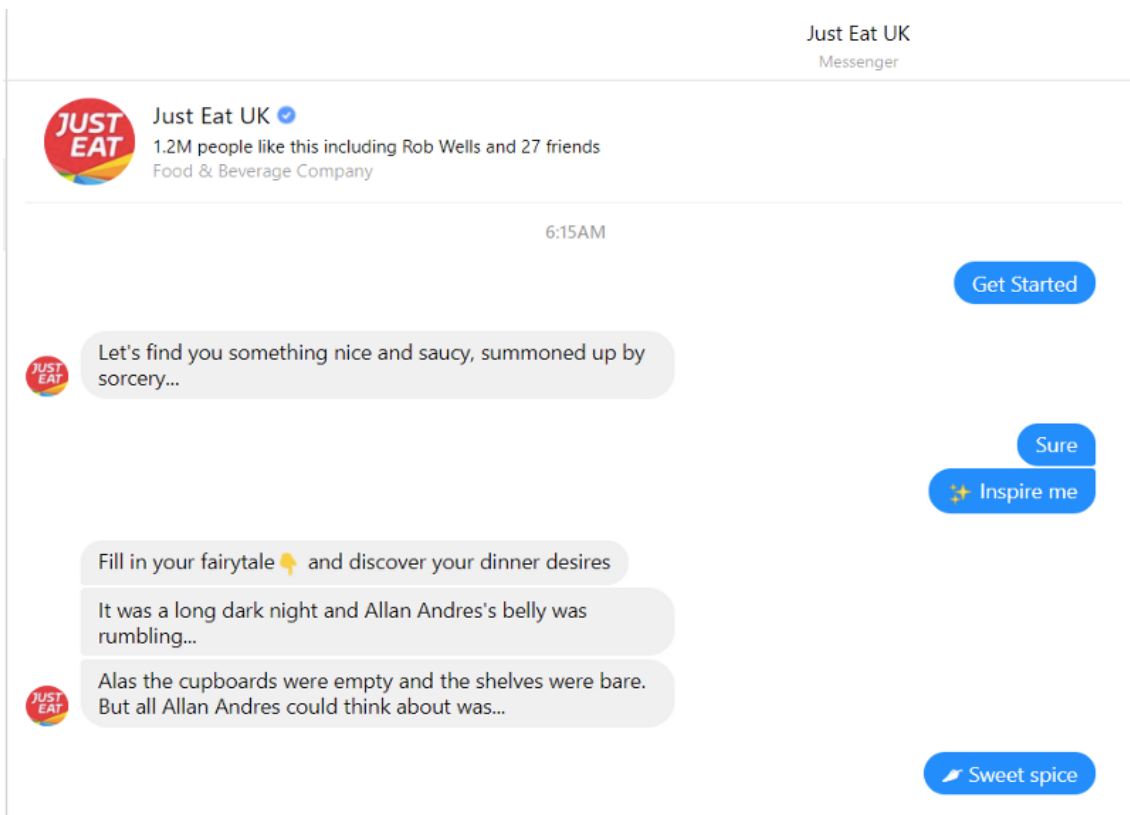 Just Eat UK
Messenger
JUST
EAT
Just Eat UK
1.2M people like this including Rob Wells and 27 friends
Food & Beverage Company
6:15AM
Get Started
Let's find you something nice and saucy, summoned up by
sorcery...
JUST
EAT
Sure
✨ Inspire me
Fill in your fairytale👇 and discover your dinner desires
It was a long dark night and Allan Andres's belly was
rumbling...
Alas the cupboards were empty and the shelves were bare.
But all Allan Andres could think about was...
JUST
EAT
🌶 Sweet spice